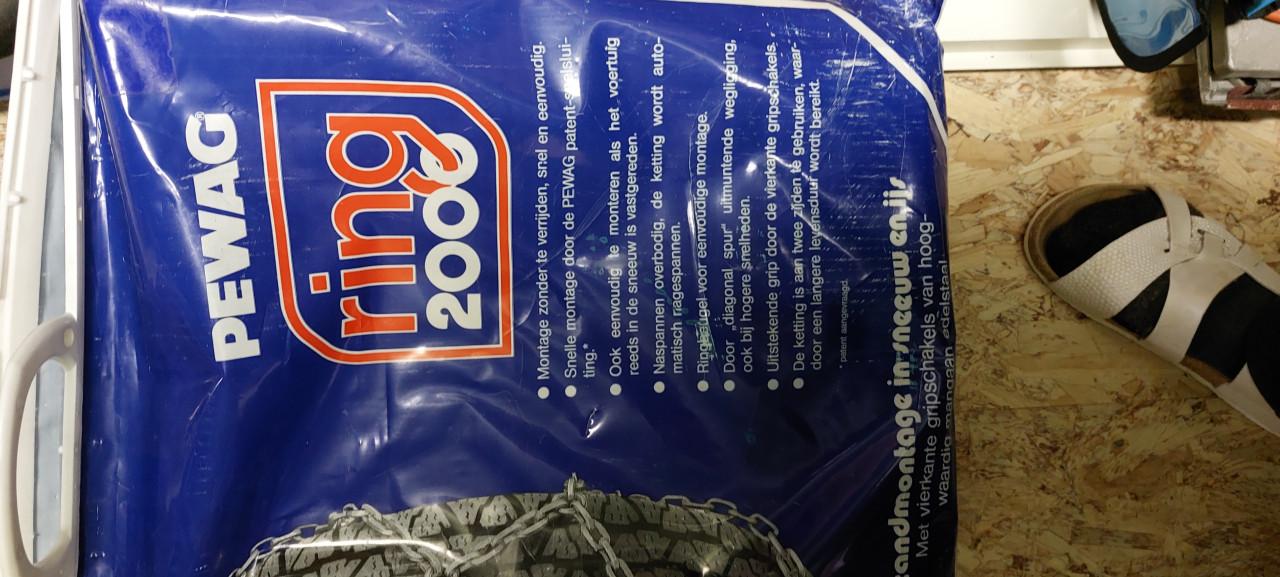 PEWAG®
ring
2000
● Montage zonder te verrijden, snel en eenvoudig.
● Snelle montage door de PEWAG patent-snelslui-
ting.*
● Ook eenvoudig te monteren als het voertuig
reeds in de sneeuw is vastgereden.
● Naspannen overbodig, de ketting wordt auto-
matisch nagespannen.
● Ringbeugel voor eenvoudige montage.
● Door „diagonal spur" uitmuntende wegligging,
ook bij hogere snelheden.
● Uitstekende grip door de vierkante gripschakels.
● De ketting is aan twee zijden te gebruiken, waar-
door een langere levensduur wordt bereikt.
* patent aangevraagd.
andmontage in sneeuw en ijs
Met vierkante gripschakels van hoog-
waardig mangaan edelstaal